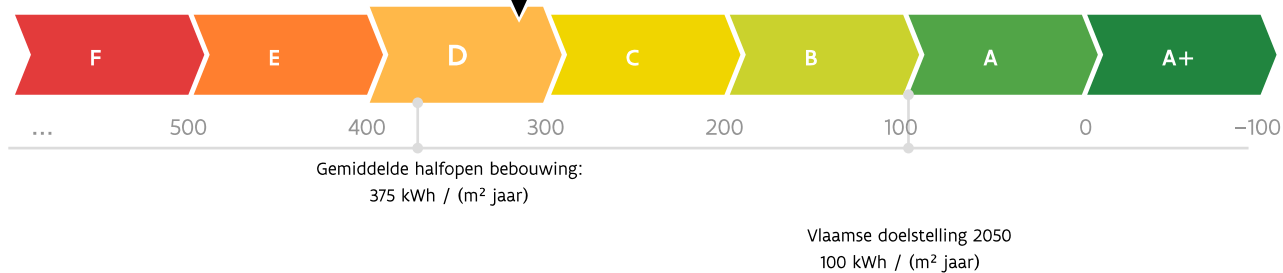 F E D C B A A+
... 500 400 300 200 100 0 −100
Gemiddelde halfopen bebouwing:
375 kWh / (m² jaar)
Vlaamse doelstelling 2050
100 kWh / (m² jaar)